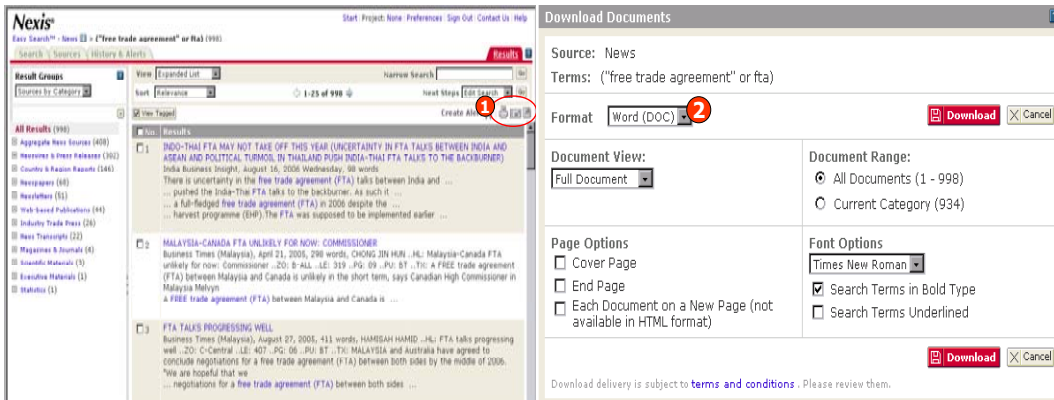 Nexis®
Start Project: None Preferences Sign Out Contact Us Help
Easy Search™ - News > ("free trade agreement" or fta) (998)
Search Sources History & Alerts
Results
Result Groups
Sources by Category
View Expanded List
Narrow Search Go
Sort Relevance
1-25 of 998
Next Steps Edit Search Go
View Tagged
Create Alert
1
All Results (998)
Aggregate News Sources (408)
Newswires & Press Releases (302)
Country & Region Reports (146)
Newspapers (68)
Newsletters (51)
Web-based Publications (44)
Industry Trade Press (26)
News Transcripts (22)
Magazines & Journals (4)
Scientific Materials (3)
Executive Materials (1)
Statistics (1)
No. Results
1
INDO-THAI FTA MAY NOT TAKE OFF THIS YEAR (UNCERTAINTY IN FTA TALKS BETWEEN INDIA AND
ASEAN AND POLITICAL TURMOIL IN THAILAND PUSH INDIA-THAI FTA TALKS TO THE BACKBURNER)
India Business Insight, August 16, 2006 Wednesday, 98 words
There is uncertainty in the free trade agreement (FTA) talks between India and ...
... pushed the India-Thai FTA talks to the backburner. As such it ...
... a full-fledged free trade agreement (FTA) in 2006 despite the ...
... harvest programme (EHP).The FTA was supposed to be implemented earlier ...
2
MALAYSIA-CANADA FTA UNLIKELY FOR NOW: COMMISSIONER
Business Times (Malaysia), April 21, 2005, 298 words, CHONG JIN HUN ..HL: Malaysia-Canada FTA
unlikely for now: Commissioner ..ZO: B-ALL ..LE: 319 ..PG: 09 ..PU: BT ..TX: A FREE trade agreement
(FTA) between Malaysia and Canada is unlikely in the short term, says Canadian High Commissioner in
Malaysia Melvyn
A FREE trade agreement (FTA) between Malaysia and Canada is ...
3
FTA TALKS PROGRESSING WELL
Business Times (Malaysia), August 27, 2005, 411 words, HAMISAH HAMID ..HL: FTA talks progressing
well ..ZO: C-Central ..LE: 407 ..PG: 06 ..PU: BT ..TX: MALAYSIA and Australia have agreed to
conclude negotiations for a free trade agreement (FTA) between both sides by the middle of 2006.
"We are hopeful that we
... negotiations for a free trade agreement (FTA) between both sides ...
Download Documents
Source: News
Terms: ("free trade agreement" or fta)
Format Word (DOC) 2 Download Cancel
Document View:
Full Document
Document Range:
All Documents (1 - 998)
Current Category (934)
Page Options
Cover Page
End Page
Each Document on a New Page (not
available in HTML format)
Font Options
Times New Roman
Search Terms in Bold Type
Search Terms Underlined
Download Cancel
Download delivery is subject to terms and conditions . Please review them.